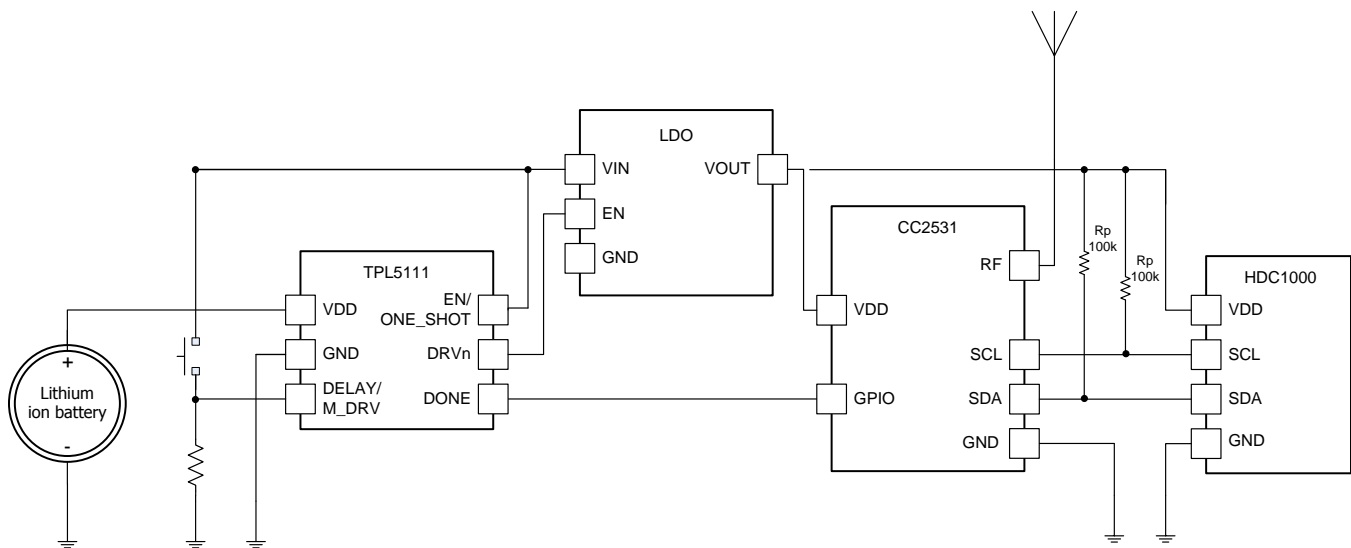 LDO
VIN
VOUT
EN
GND
TPL5111
VDD
EN/
ONE_SHOT
GND
DRVn
DELAY/
M_DRV
DONE
+
Lithium
ion battery
-
CC2531
RF
VDD
SCL
GPIO
SDA
GND
Rp
100k
Rp
100k
HDC1000
VDD
SCL
SDA
GND